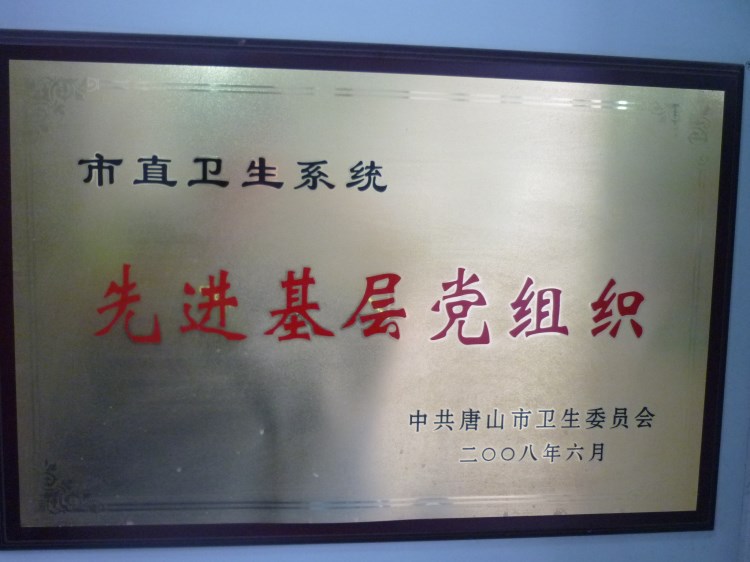 市直卫生系统
先进基层党组织
中共唐山市卫生委员会
二〇〇八年六月